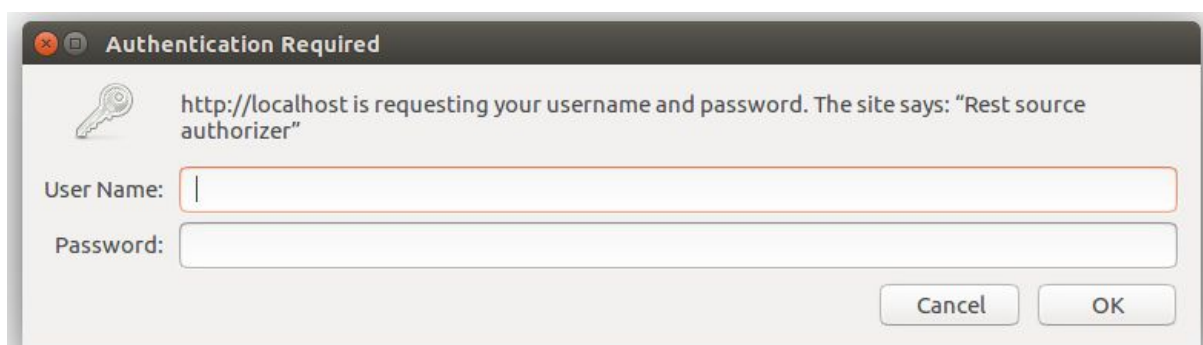 Authentication Required
http://localhost is requesting your username and password. The site says: “Rest source
authorizer”
User Name:
Password:
Cancel OK